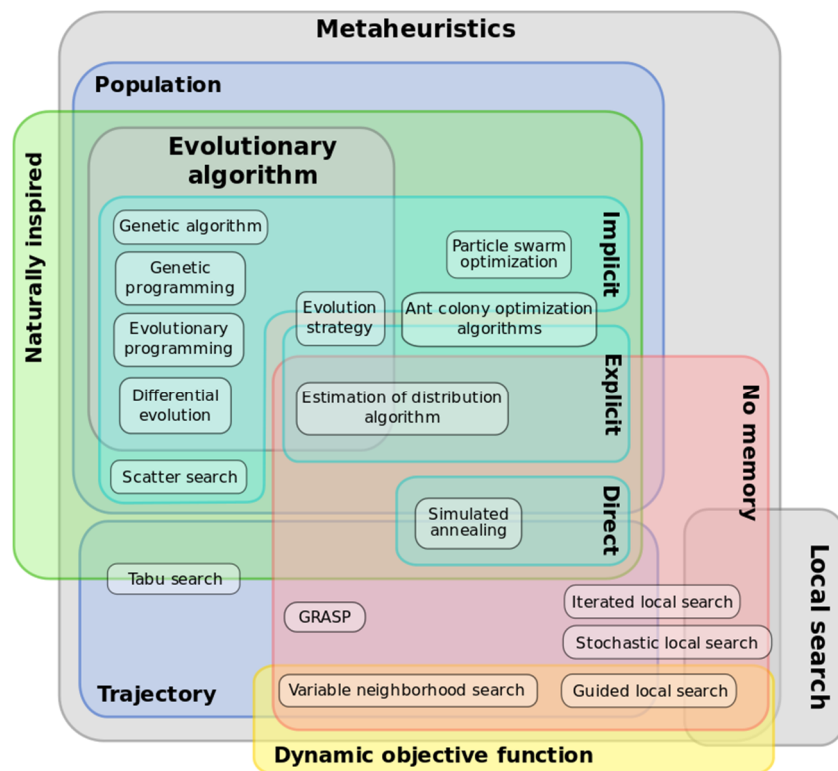 Metaheuristics
Population
Naturally inspired
Evolutionary
algorithm
Implicit
Genetic algorithm
Particle swarm
optimization
Genetic
programming
Evolution
strategy
Ant colony optimization
algorithms
Evolutionary
programming
Explicit
No memory
Differential
evolution
Estimation of distribution
algorithm
Scatter search
Direct
Simulated
annealing
Local search
Tabu search
GRASP
Iterated local search
Stochastic local search
Trajectory
Variable neighborhood search
Guided local search
Dynamic objective function